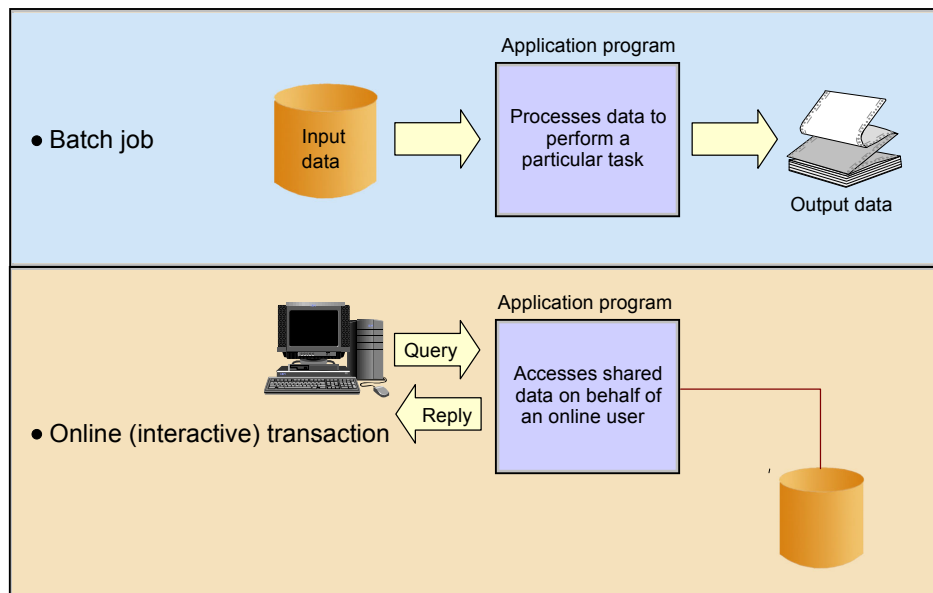 Application program
● Batch job
Input
data
Processes data to
perform a
particular task
Output data
Application program
Query
Reply
Accesses shared
data on behalf of
an online user
● Online (interactive) transaction